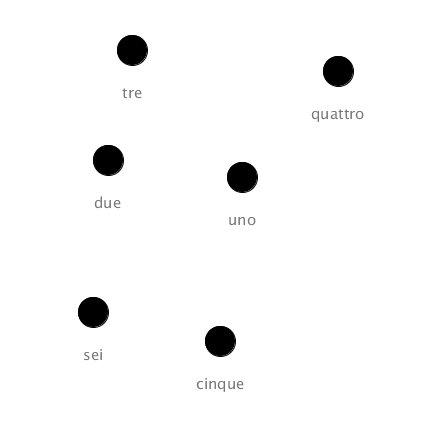 tre
quattro
due
uno
sei
cinque